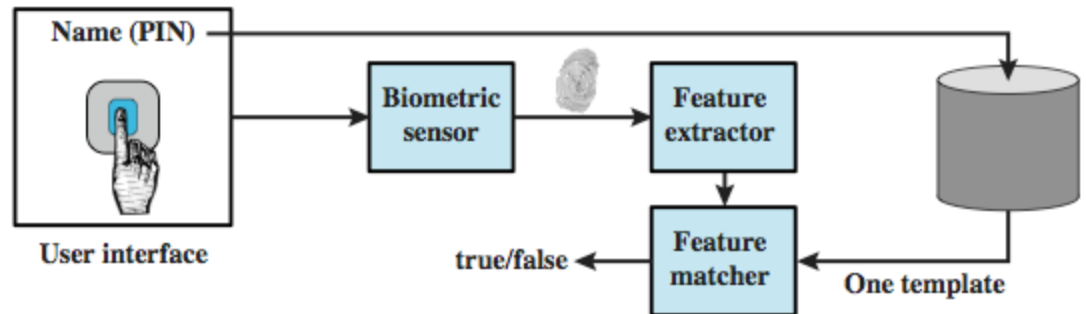 Name (PIN)
Biometric
sensor
Feature
extractor
User interface
true/false
Feature
matcher
One template